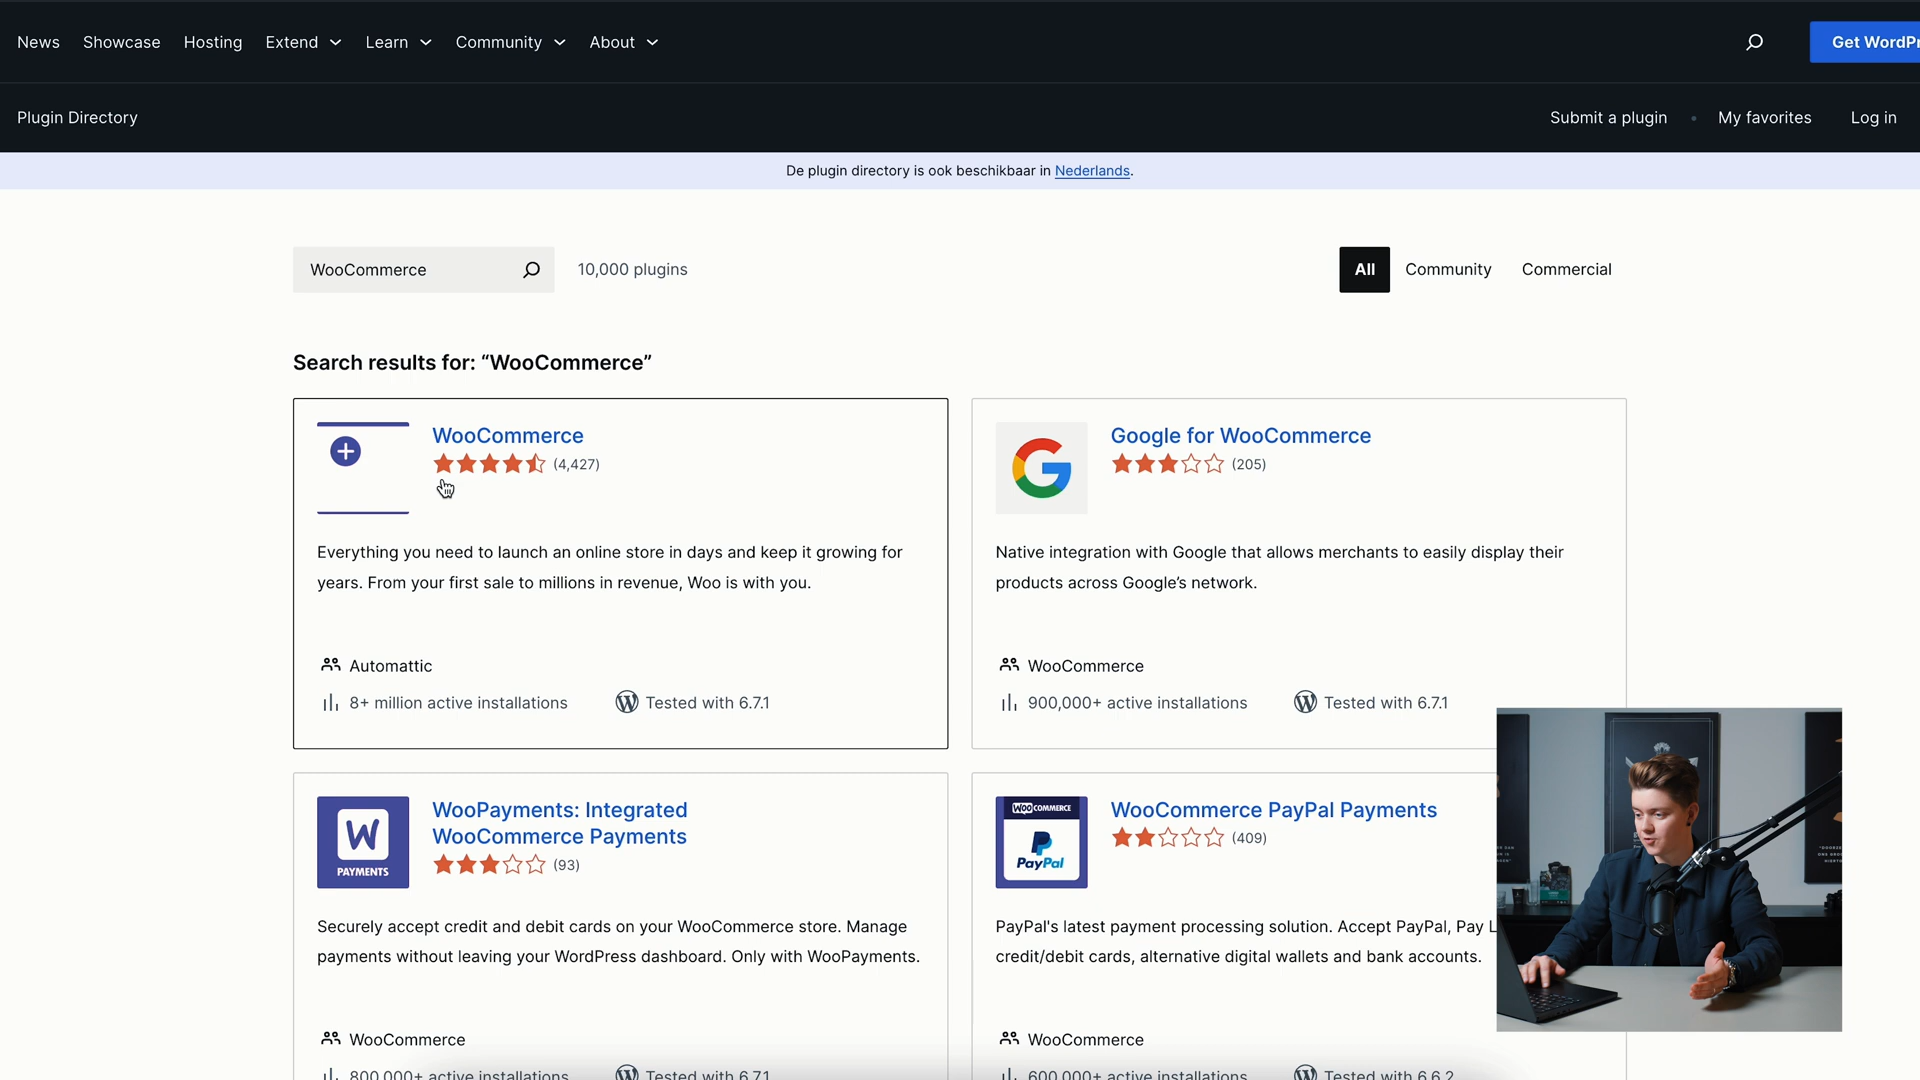 News Showcase Hosting Extend Learn Community About
Plugin Directory
Submit a plugin • My favorites Log in
De plugin directory is ook beschikbaar in Nederlands.
WooCommerce
10,000 plugins
All Community Commercial
Search results for: “WooCommerce”
WooCommerce
(4,427)
Everything you need to launch an online store in days and keep it growing for
years. From your first sale to millions in revenue, Woo is with you.
Automattic
8+ million active installations Tested with 6.7.1
Google for WooCommerce
(205)
Native integration with Google that allows merchants to easily display their
products across Google’s network.
WooCommerce
900,000+ active installations Tested with 6.7.1
W
PAYMENTS
WooPayments: Integrated
WooCommerce Payments
(93)
Securely accept credit and debit cards on your WooCommerce store. Manage
payments without leaving your WordPress dashboard. Only with WooPayments.
WooCommerce
800,000+ active installations Tested with 6.7.1
WOO COMMERCE
PayPal
WooCommerce PayPal Payments
(409)
PayPal's latest payment processing solution. Accept PayPal, Pay
credit/debit cards, alternative digital wallets and bank accounts.
WooCommerce
600,000+ active installations Tested with 6.6.2
Get